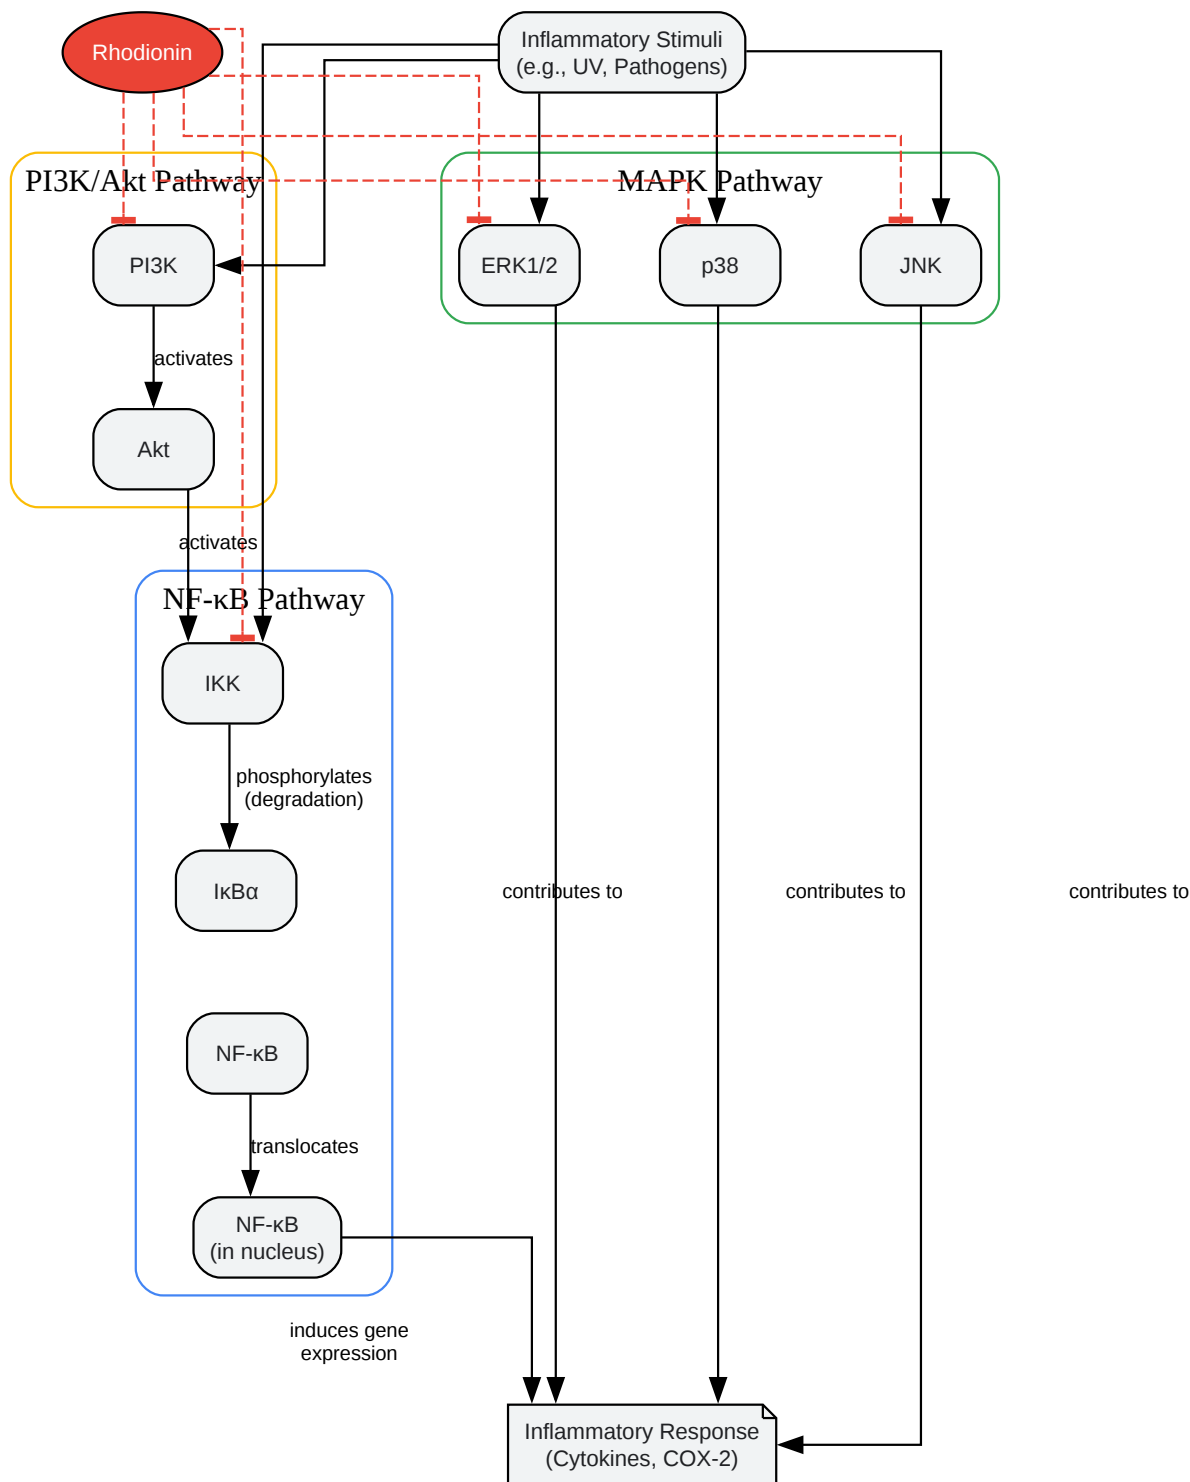 Rhodionin
Inflammatory Stimuli
(e.g., UV, Pathogens)
PI3K/Akt Pathway
MAPK Pathway
PI3K
ERK1/2
p38
JNK
activates
Akt
activates
NF-κB Pathway
IKK
phosphorylates
(degradation)
IκBα
contributes to
contributes to
contributes to
NF-κB
translocates
NF-κB
(in nucleus)
induces gene
expression
Inflammatory Response
(Cytokines, COX-2)